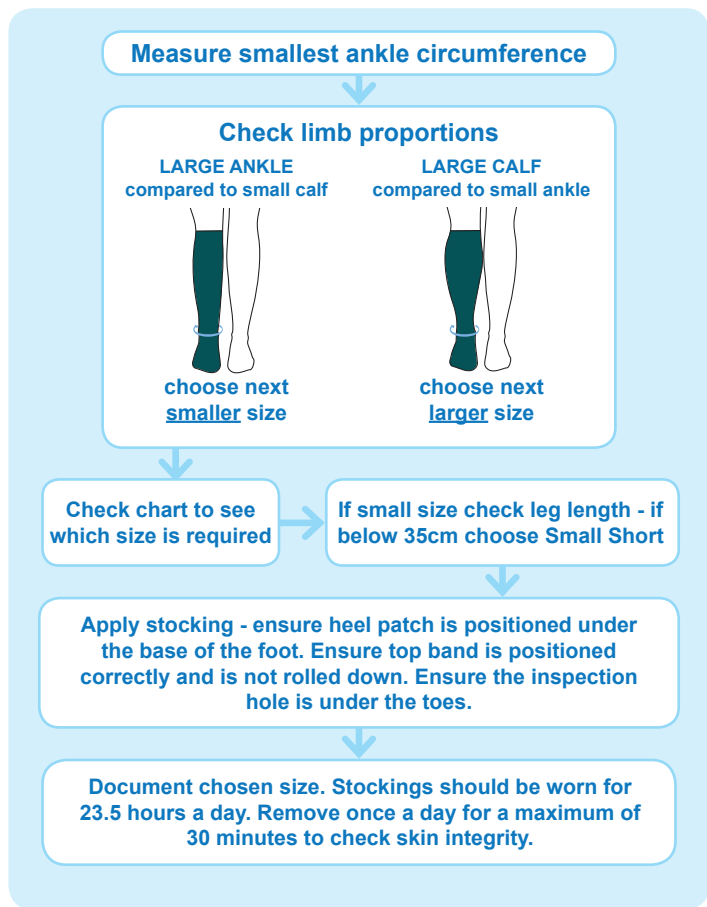 Measure smallest ankle circumference
Check limb proportions
LARGE ANKLE
compared to small calf
choose next
smaller size
LARGE CALF
compared to small ankle
choose next
larger size
Check chart to see
which size is required
If small size check leg length - if
below 35cm choose Small Short
Apply stocking - ensure heel patch is positioned under
the base of the foot. Ensure top band is positioned
correctly and is not rolled down. Ensure the inspection
hole is under the toes.
Document chosen size. Stockings should be worn for
23.5 hours a day. Remove once a day for a maximum of
30 minutes to check skin integrity.